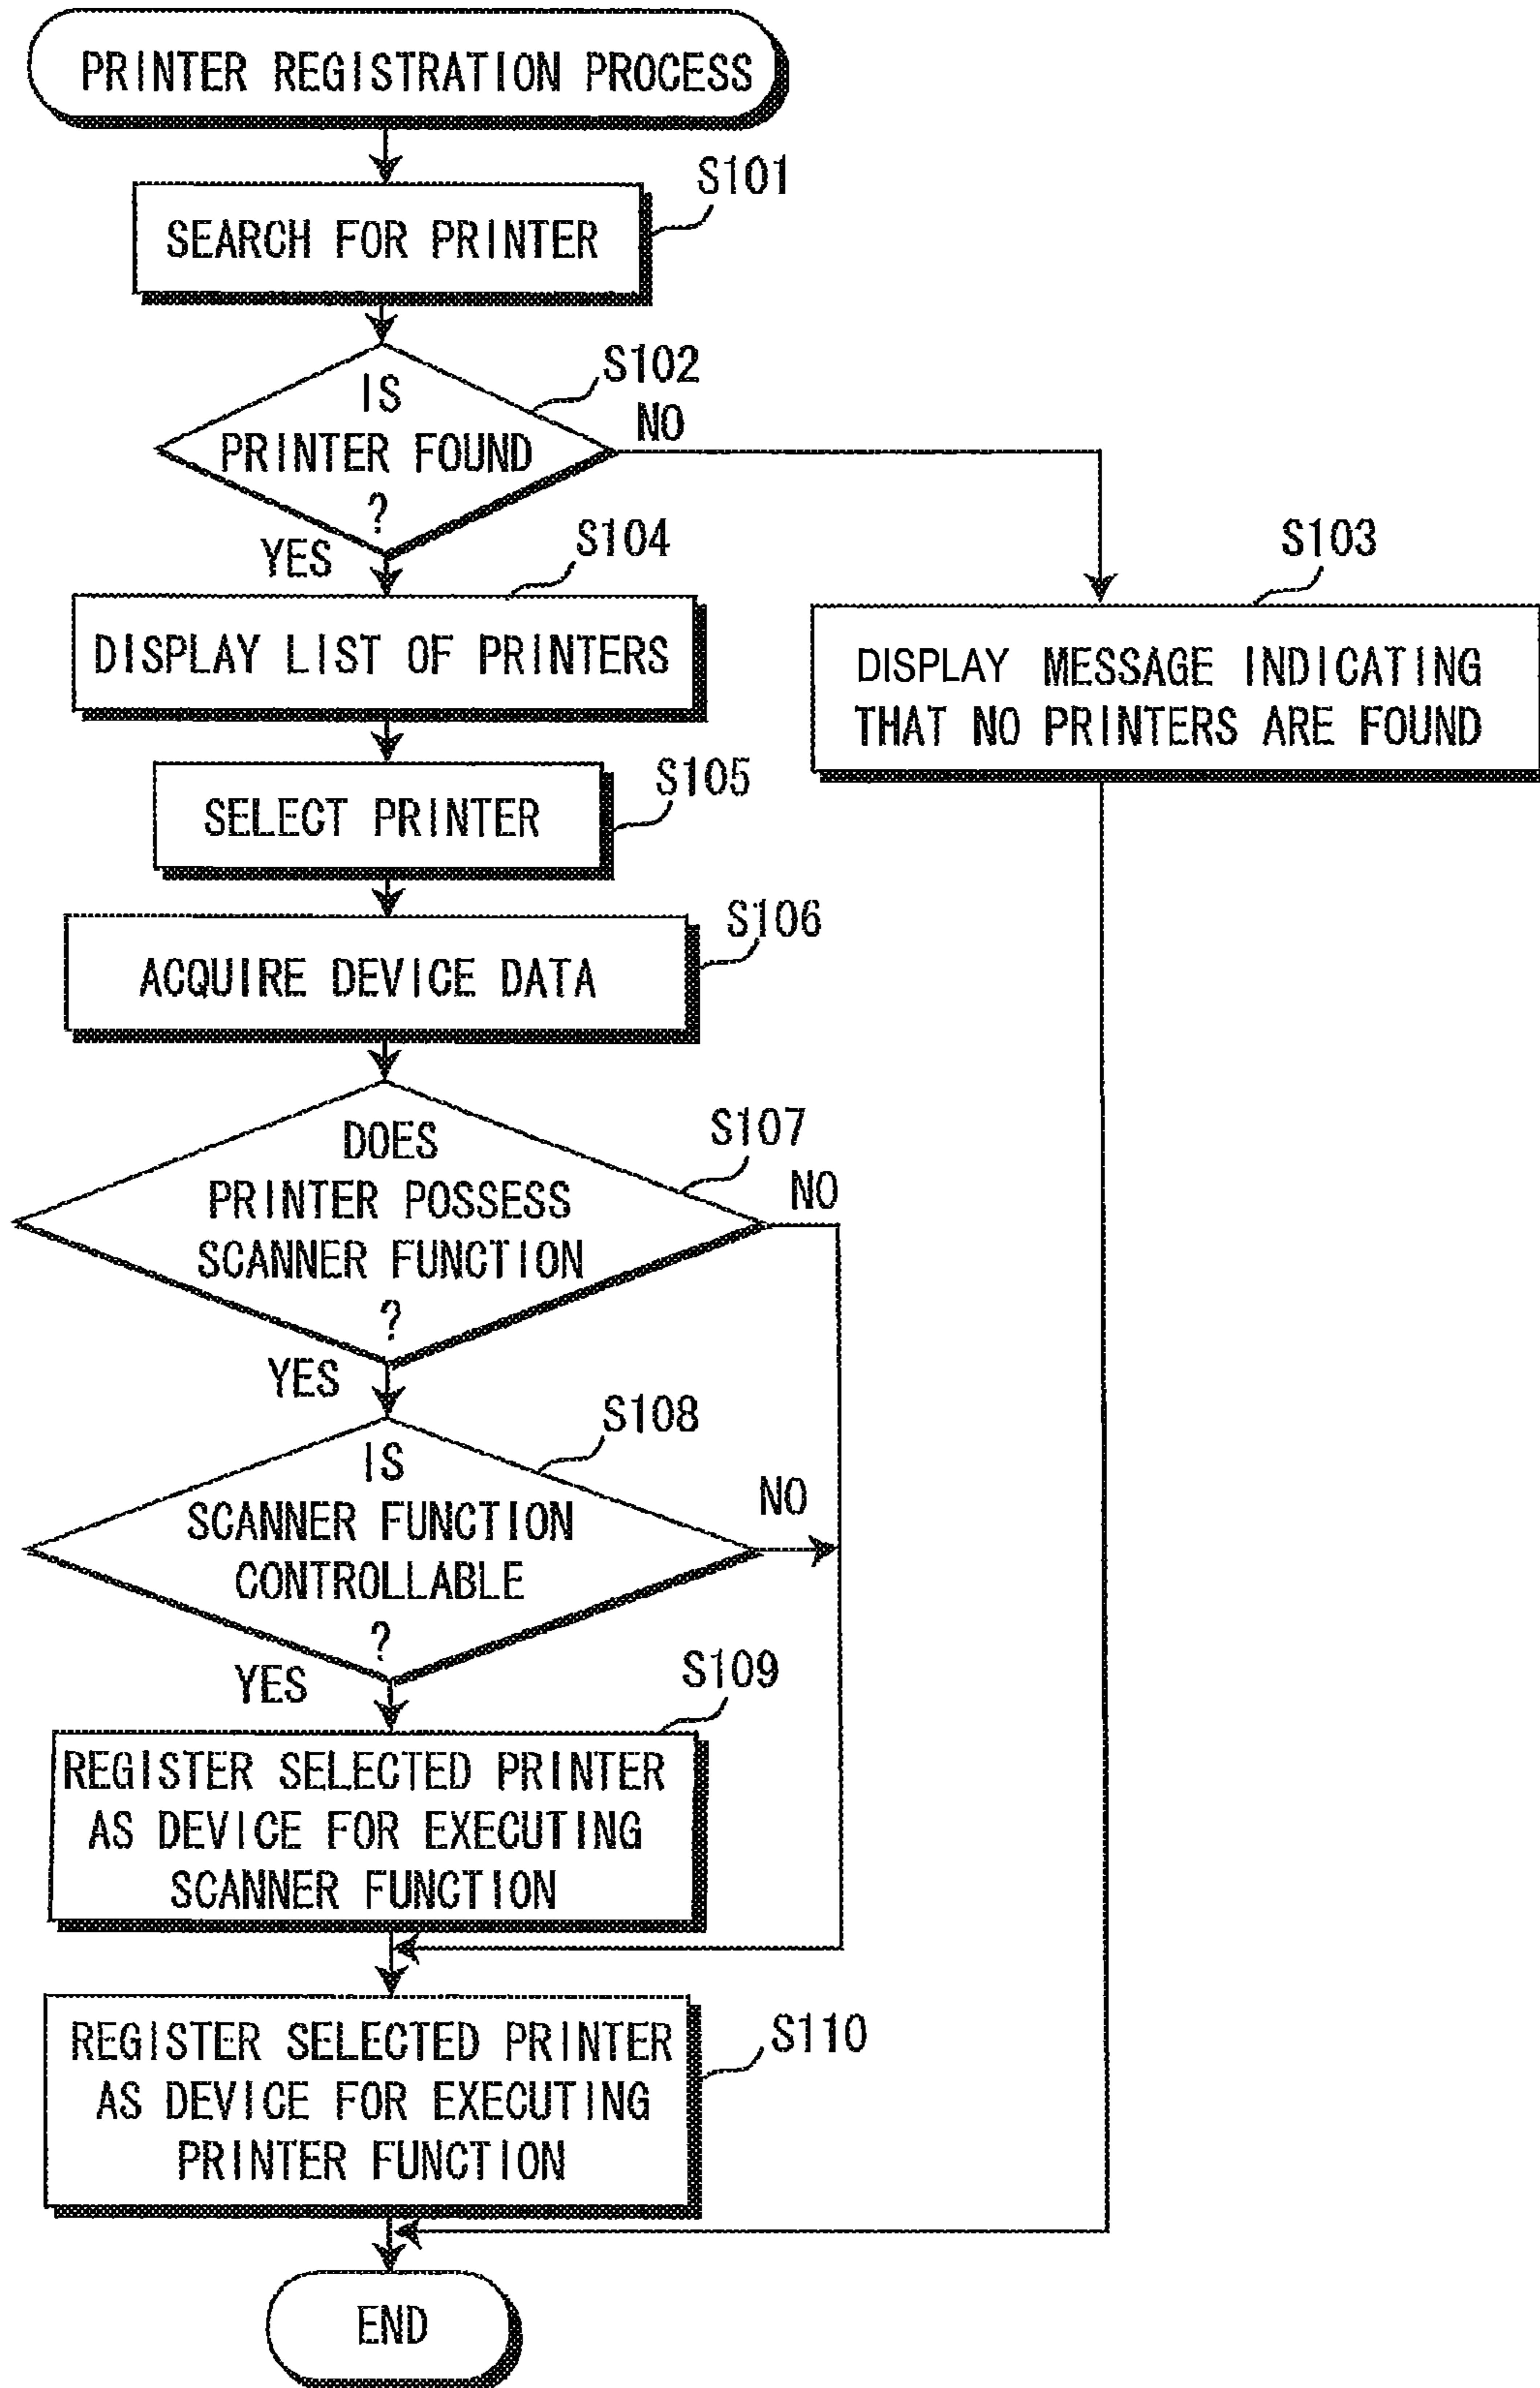 PRINTER REGISTRATION PROCESS
S101
SEARCH FOR PRINTER
S102
IS
PRINTER FOUND
?
NO
YES
S104
DISPLAY LIST OF PRINTERS
S103
DISPLAY MESSAGE INDICATING
THAT NO PRINTERS ARE FOUND
S105
SELECT PRINTER
S106
ACQUIRE DEVICE DATA
S107
DOES
PRINTER POSSESS
SCANNER FUNCTION
?
NO
YES
S108
IS
SCANNER FUNCTION
CONTROLLABLE
?
NO
YES
S109
REGISTER SELECTED PRINTER
AS DEVICE FOR EXECUTING
SCANNER FUNCTION
S110
REGISTER SELECTED PRINTER
AS DEVICE FOR EXECUTING
PRINTER FUNCTION
END